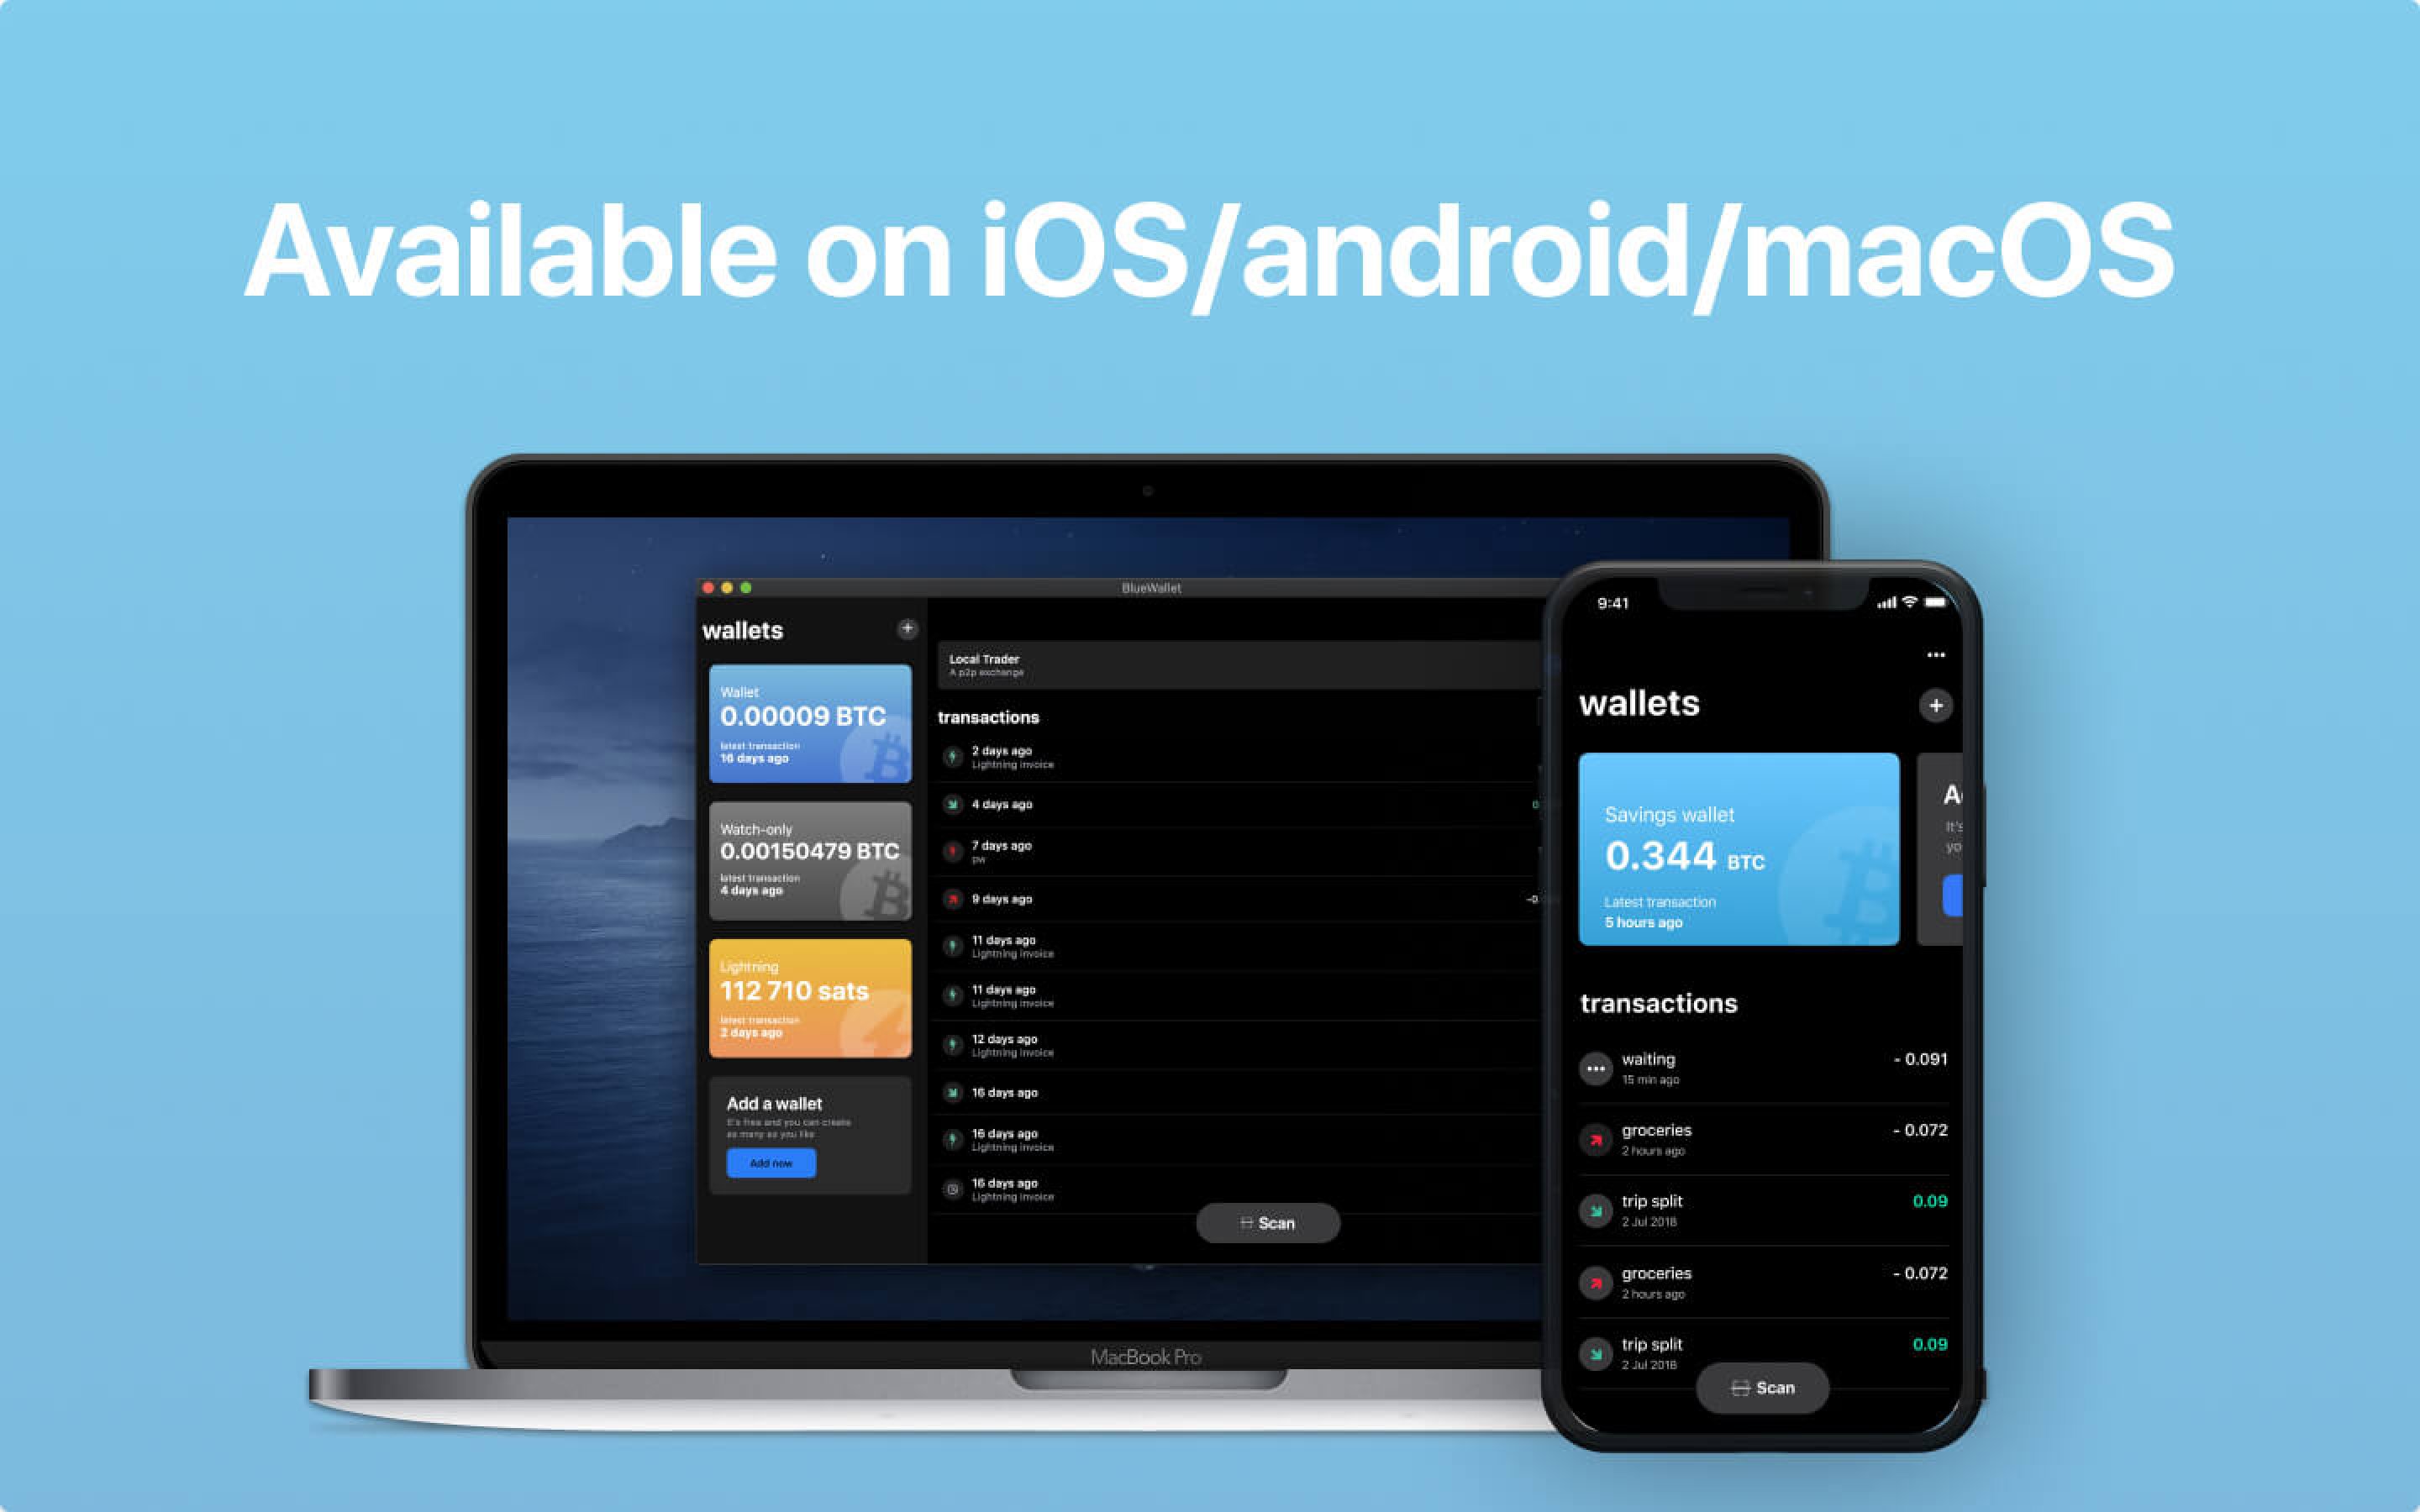 Available on iOS/android/macOS
BlueWallet
wallets
Wallet
0.00009 BTC
latest transaction
16 days ago
Watch-only
0.00150479 BTC
latest transaction
4 days ago
Lightning
112 710 sats
latest transaction
2 days ago
Add a wallet
It's free and you can create
as many as you like
Add now
Local Trader
A p2p exchange
transactions
2 days ago
Lightning invoice
4 days ago
7 days ago
pw
9 days ago
11 days ago
Lightning invoice
11 days ago
Lightning invoice
12 days ago
Lightning invoice
16 days ago
16 days ago
Lightning invoice
16 days ago
Lightning invoice
Scan
MacBook Pro
9:41
wallets
Savings wallet
0.344 BTC
Latest transaction
5 hours ago
It's
transactions
waiting - 0.091
15 min ago
groceries - 0.072
2 hours ago
trip split 0.09
2 Jul 2018
groceries - 0.072
2 hours ago
trip split 0.09
2 Jul 2018
Scan